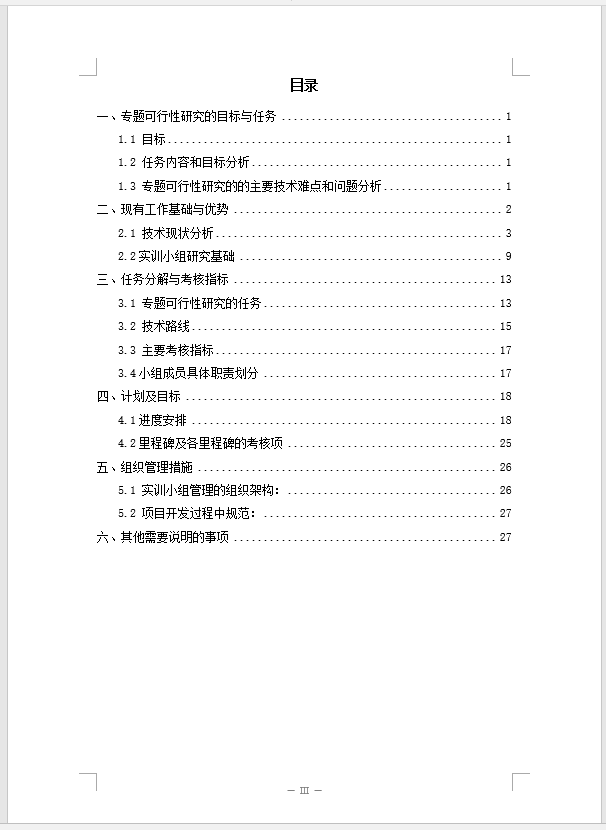 目录
一、专题可行性研究的目标与任务 ..................................... 1
1.1 目标........................................................ 1
1.2 任务内容和目标分析.......................................... 1
1.3 专题可行性研究的的主要技术难点和问题分析................... 1
二、现有工作基础与优势 ............................................ 2
2.1 技术现状分析................................................ 3
2.2实训小组研究基础 ........................................... 9
三、任务分解与考核指标 ............................................ 13
3.1 专题可行性研究的任务....................................... 13
3.2 技术路线................................................... 15
3.3 主要考核指标............................................... 17
3.4小组成员具体职责划分 ....................................... 17
四、计划及目标 .................................................... 18
4.1进度安排 ................................................... 18
4.2里程碑及各里程碑的考核项 ................................... 25
五、组织管理措施 .................................................. 26
5.1 实训小组管理的组织架构： ................................... 26
5.2 项目开发过程中规范： ....................................... 27
六、其他需要说明的事项 ............................................ 27
— III —